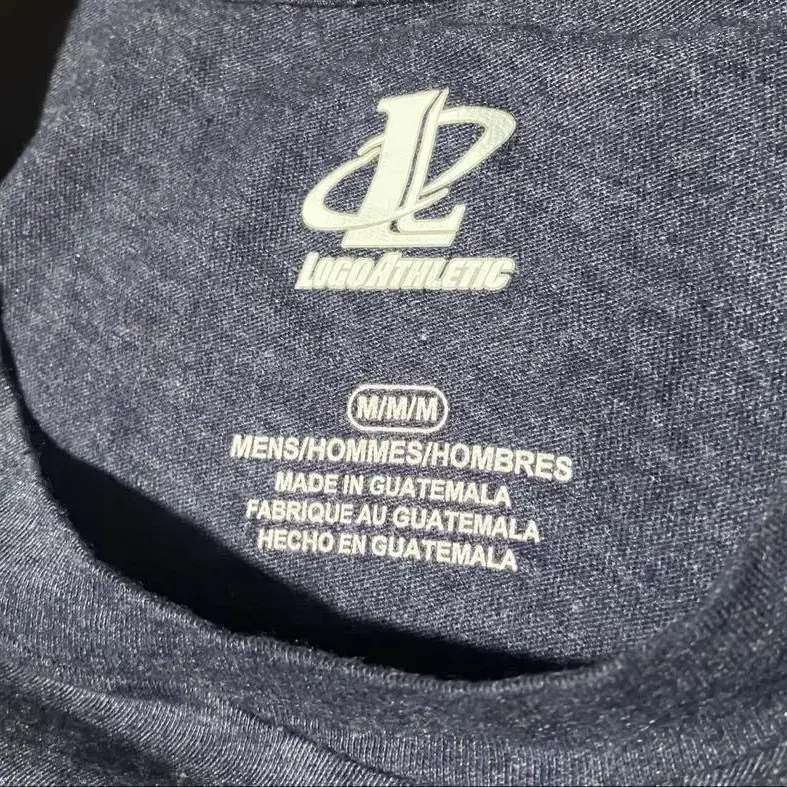 L
LOGOATHLETIC
M/M/M
MENS/HOMMES/HOMBRES
MADE IN GUATEMALA
FABRIQUE AU GUATEMALA
HECHO EN GUATEMALA